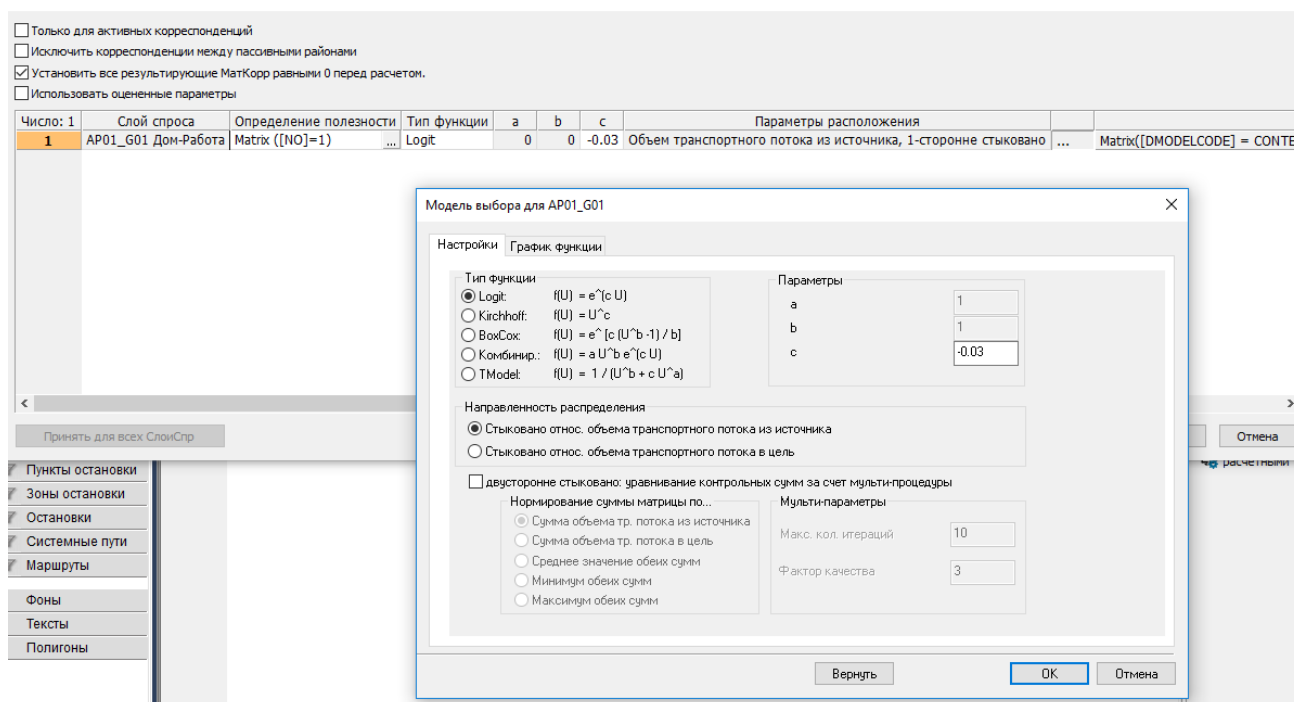 Только для активных корреспонденций
Исключить корреспонденции между пассивными районами
Установить все результирующие МатКорр равными 0 перед расчетом.
Использовать оцененные параметры
Число: 1 Слой спроса Определение полезности Тип функции a b c Параметры расположения
1 AP01_G01 Дом-Работа Matrix ([NO]=1) ... Logit 0 0 -0.03 Объем транспортного потока из источника, 1-сторонне стыковано ... Matrix([DMODELCODE] = CONTE
Модель выбора для AP01_G01
Настройки График функции
Тип функции
Logit: f(U) = e^(c U)
Kirchhoff: f(U) = U^c
BoxCox: f(U) = e^ [c (U^b -1) / b]
Комбинир.: f(U) = a U^b e^(c U)
TModel: f(U) = 1 / (U^b + c U^a)
Параметры
a 1
b 1
c -0.03
Направленность распределения
Стыковано относ. объема транспортного потока из источника
Стыковано относ. объема транспортного потока в цель
двусторонне стыковано: уравнивание контрольных сумм за счет мульти-процедуры
Нормирование суммы матрицы по...
Сумма объема тр. потока из источника
Сумма объема тр. потока в цель
Среднее значение обеих сумм
Минимум обеих сумм
Максимум обеих сумм
Мульти-параметры
Макс. кол. итераций 10
Фактор качества 3
Вернуть OK Отмена
Принять для всех СлоиСпр
Отмена
Пункты остановки
Зоны остановки
Остановки
Системные пути
Маршруты
Фоны
Тексты
Полигоны